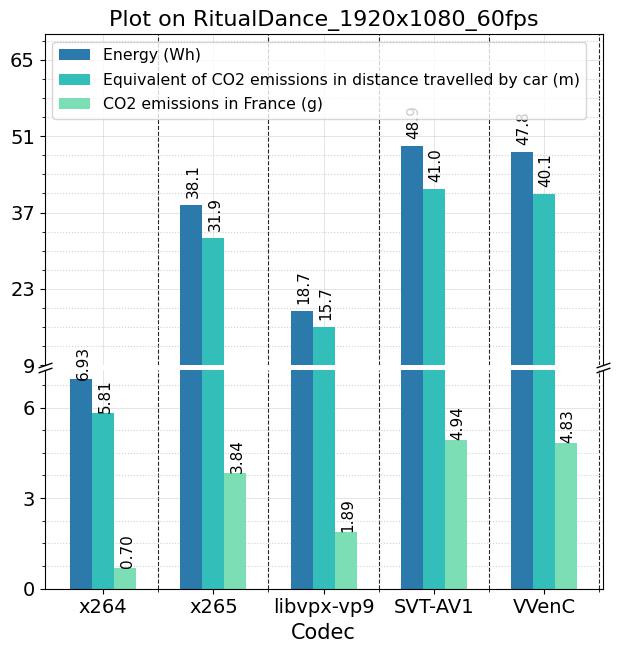 Plot on RitualDance_1920x1080_60fps
Energy (Wh)
Equivalent of CO2 emissions in distance travelled by car (m)
CO2 emissions in France (g)
65
51
37
23
9
6
3
0
6.93
5.81
0.70
38.1
31.9
3.84
18.7
15.7
1.89
48.9
41.0
4.94
47.8
40.1
4.83
x264
x265
libvpx-vp9
SVT-AV1
VVenC
Codec